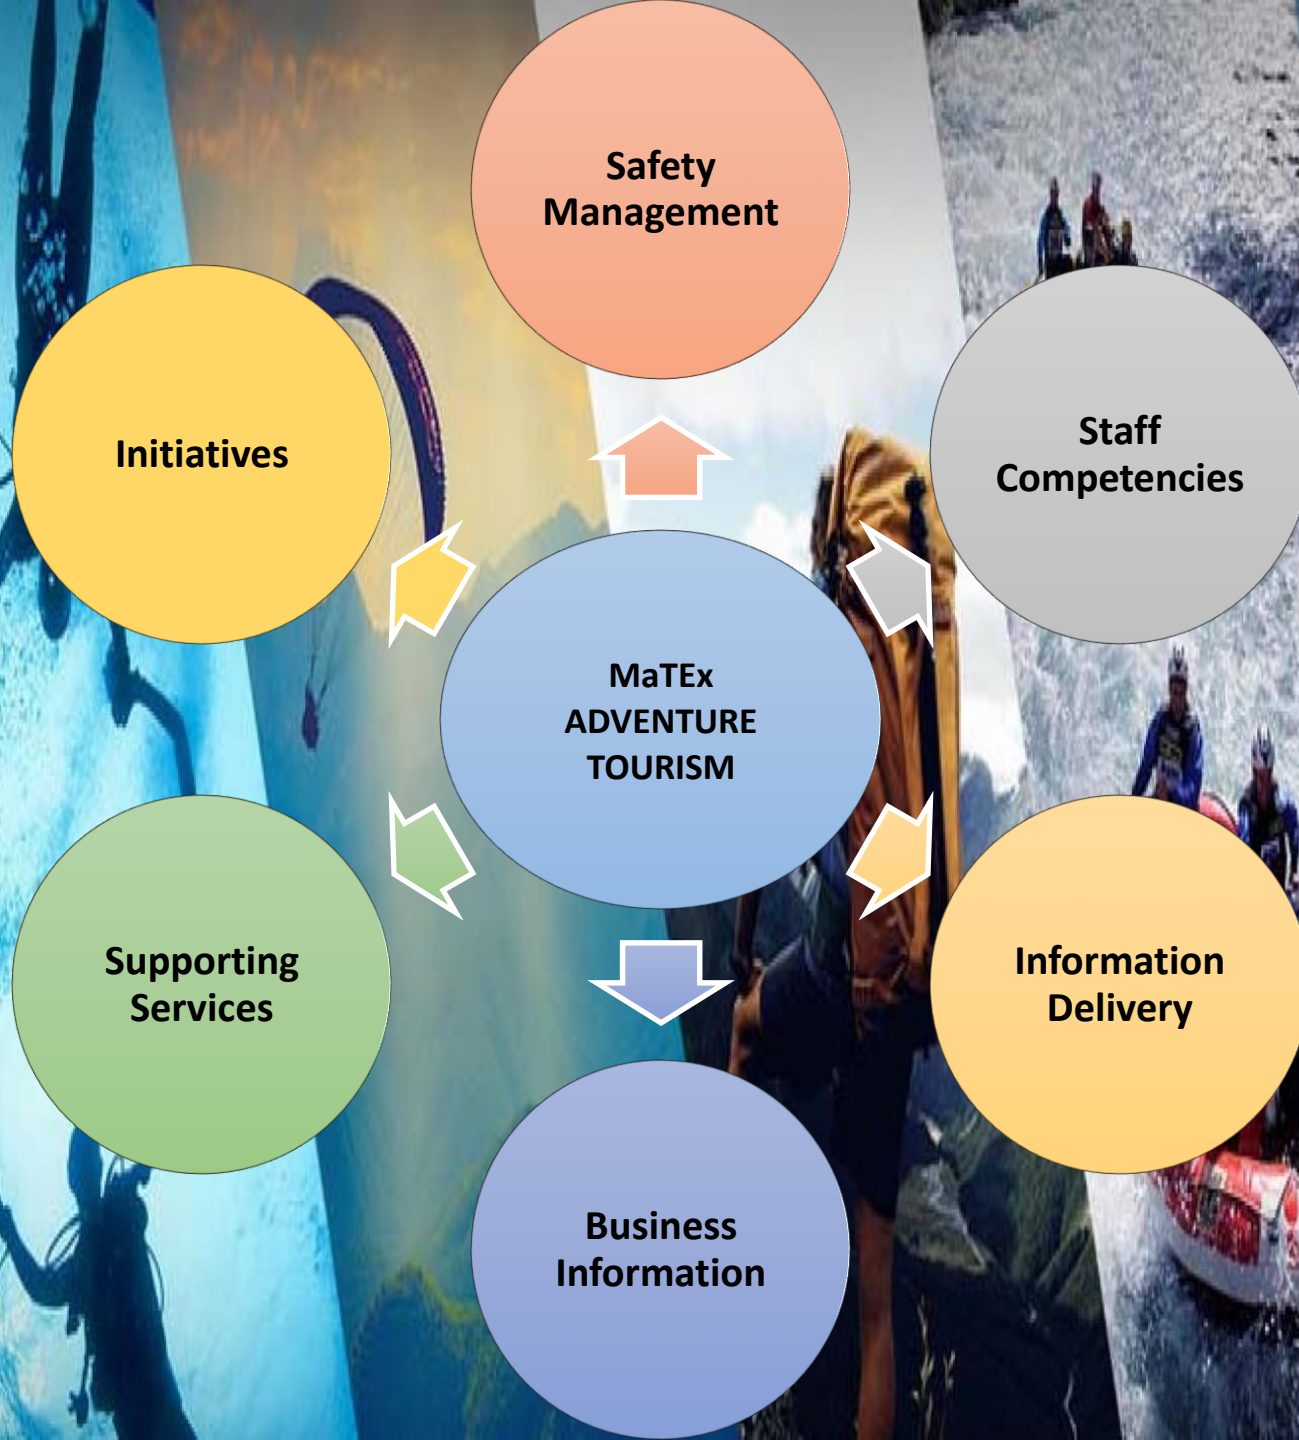 Safety
Management
Initiatives
Staff
Competencies
MaTEx
ADVENTURE
TOURISM
Supporting
Services
Information
Delivery
Business
Information